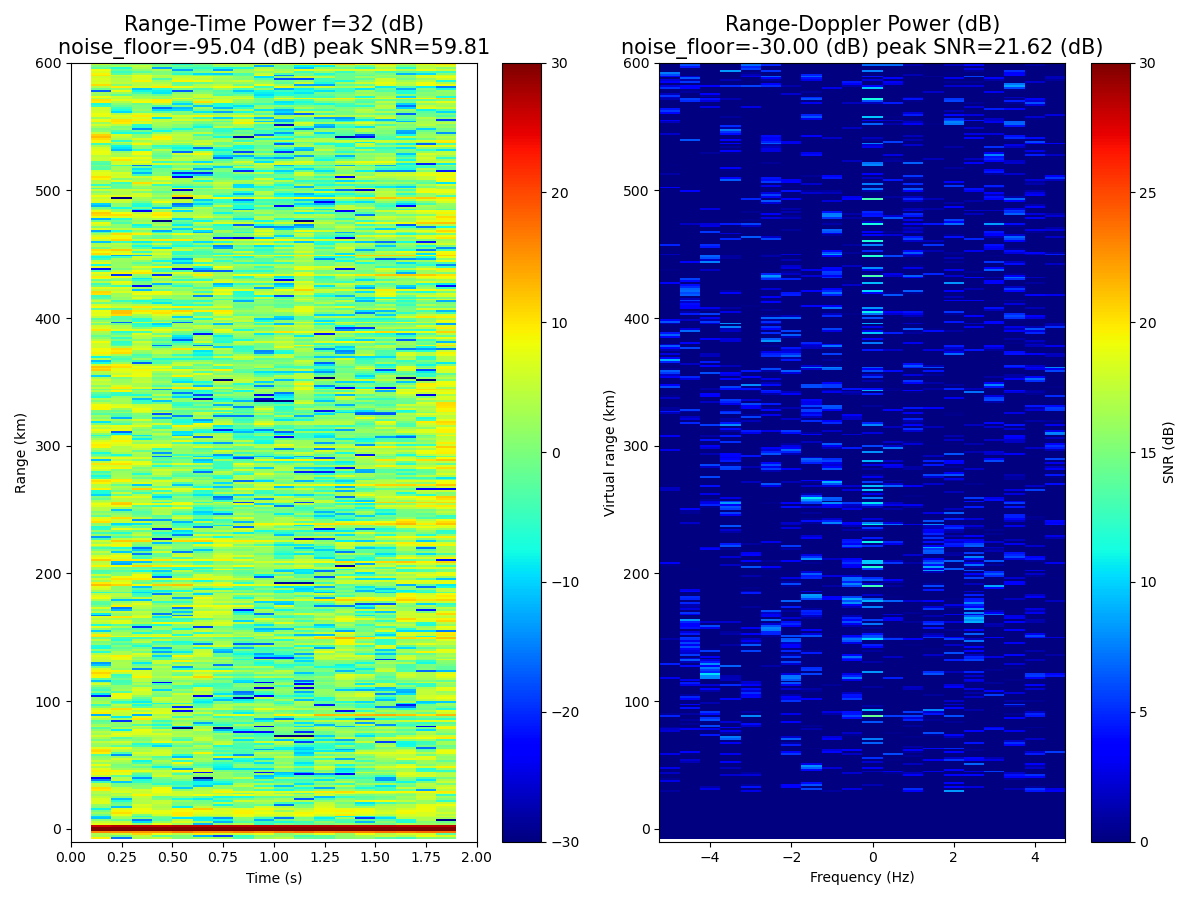 Range-Time Power f=32 (dB)
noise_floor=-95.04 (dB) peak SNR=59.81
Range-Doppler Power (dB)
noise_floor=-30.00 (dB) peak SNR=21.62 (dB)
600
500
400
300
200
100
0
Range (km)
0.00 0.25 0.50 0.75 1.00 1.25 1.50 1.75 2.00
Time (s)
30
20
10
0
−10
−20
−30
600
500
400
300
200
100
0
Virtual range (km)
−4 −2 0 2 4
Frequency (Hz)
30
25
20
15
10
5
0
SNR (dB)